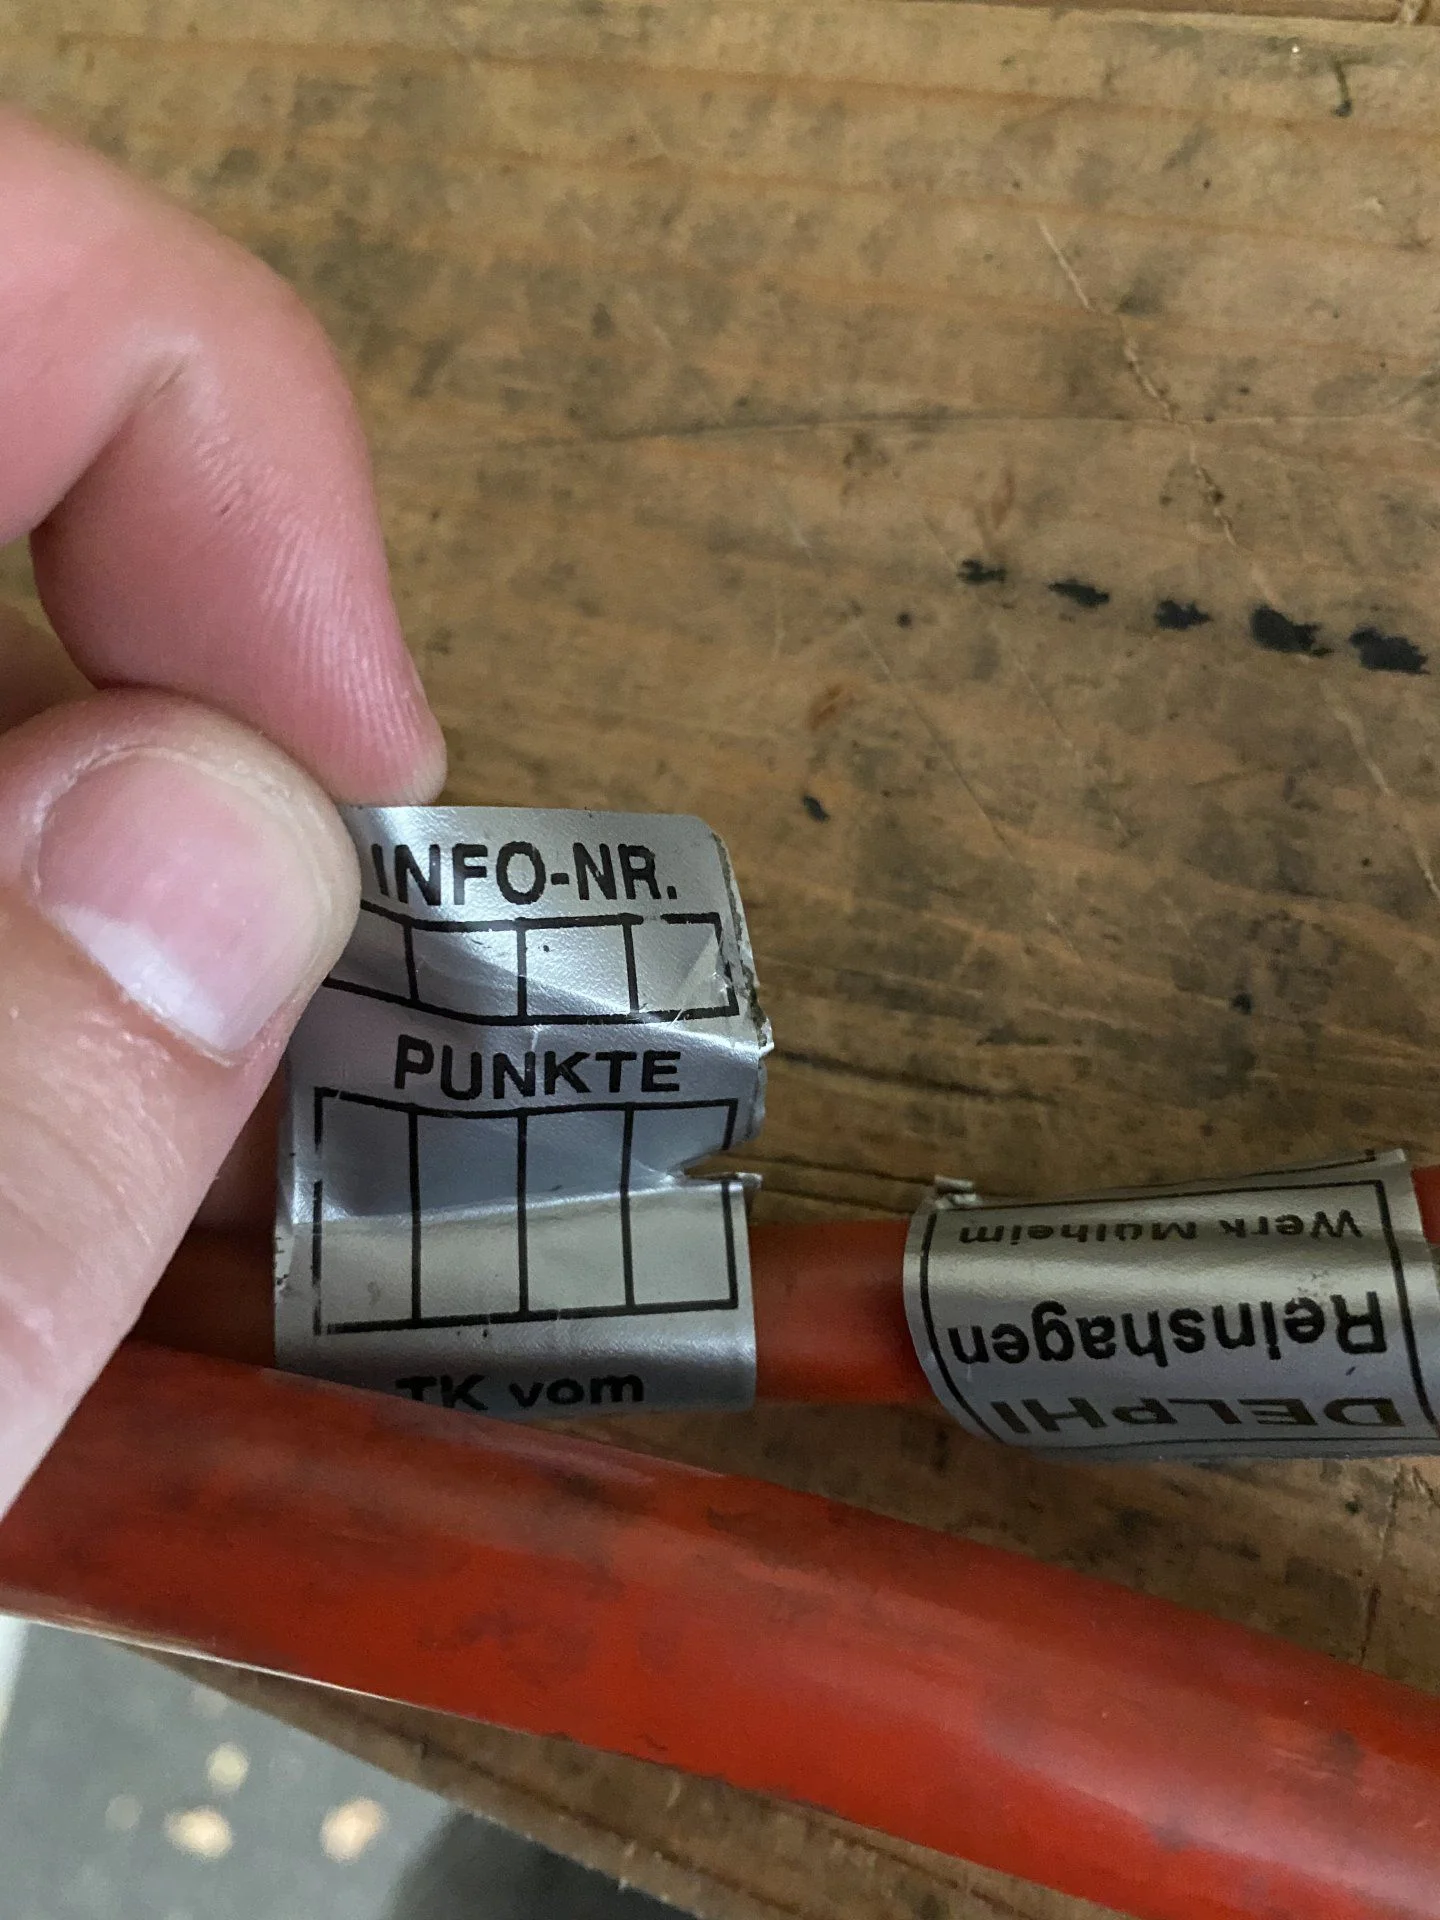 INFO-NR.
PUNKTE
TK vom
DELPHI
Reinshagen
Werk Mülheim